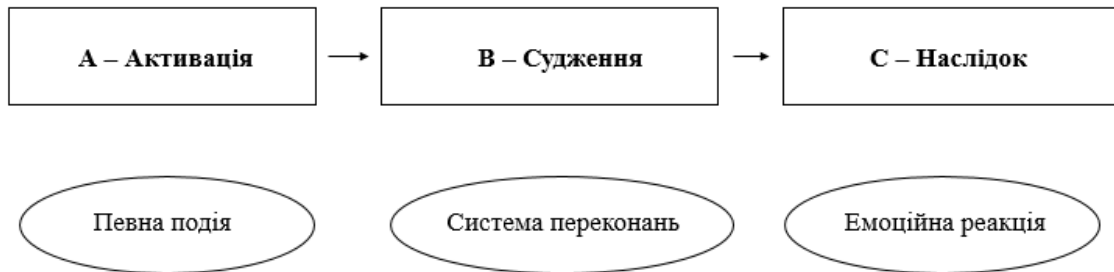 А – Активація
В – Судження
С – Наслідок
Певна подія
Система переконань
Емоційна реакція